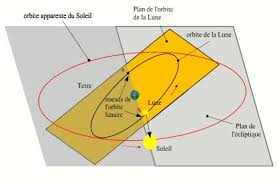 orbite apparente du Soleil
Plan de l'orbite
de la Lune
orbite de la Lune
Terre
noeuds de
l'orbite
lunaire
Lune
N
Plan de
l'écliptique
Soleil